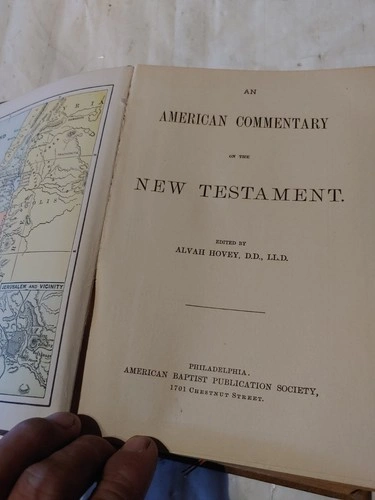 AN
AMERICAN COMMENTARY
ON THE
NEW TESTAMENT.
EDITED BY
ALVAH HOVEY, D.D., LL.D.
PHILADELPHIA.
AMERICAN BAPTIST PUBLICATION SOCIETY,
1701 CHESTNUT STREET.
JERUSALEM AND VICINITY